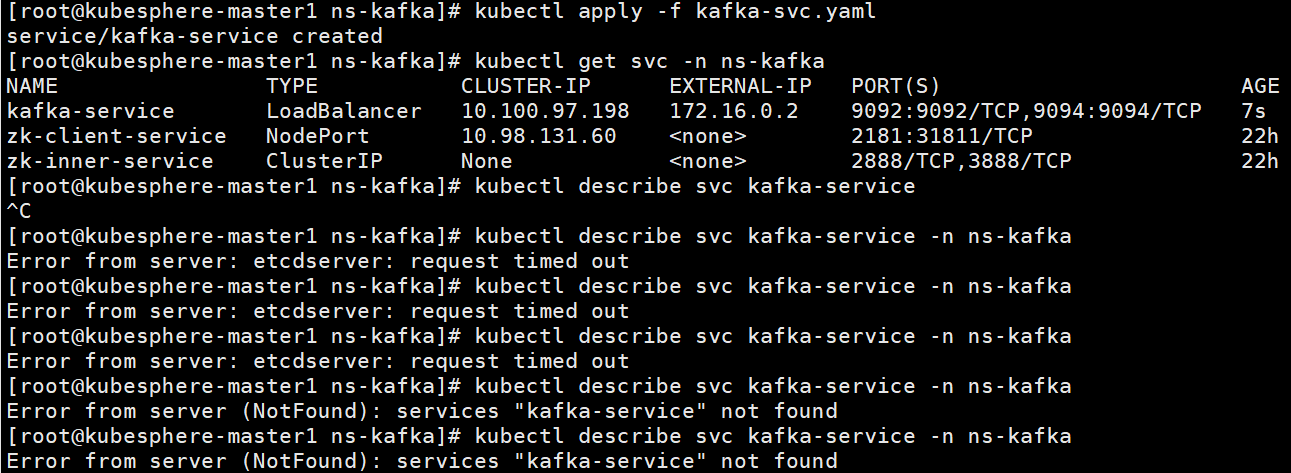 [root@kubesphere-master1 ns-kafka]# kubectl apply -f kafka-svc.yaml
service/kafka-service created
[root@kubesphere-master1 ns-kafka]# kubectl get svc -n ns-kafka
NAME                TYPE           CLUSTER-IP      EXTERNAL-IP   PORT(S)                       AGE
kafka-service       LoadBalancer   10.100.97.198   172.16.0.2    9092:9092/TCP,9094:9094/TCP   7s
zk-client-service   NodePort       10.98.131.60    <none>        2181:31811/TCP                22h
zk-inner-service    ClusterIP      None            <none>        2888/TCP,3888/TCP             22h
[root@kubesphere-master1 ns-kafka]# kubectl describe svc kafka-service
^C
[root@kubesphere-master1 ns-kafka]# kubectl describe svc kafka-service -n ns-kafka
Error from server: etcdserver: request timed out
[root@kubesphere-master1 ns-kafka]# kubectl describe svc kafka-service -n ns-kafka
Error from server: etcdserver: request timed out
[root@kubesphere-master1 ns-kafka]# kubectl describe svc kafka-service -n ns-kafka
Error from server: etcdserver: request timed out
[root@kubesphere-master1 ns-kafka]# kubectl describe svc kafka-service -n ns-kafka
Error from server (NotFound): services "kafka-service" not found
[root@kubesphere-master1 ns-kafka]# kubectl describe svc kafka-service -n ns-kafka
Error from server (NotFound): services "kafka-service" not found